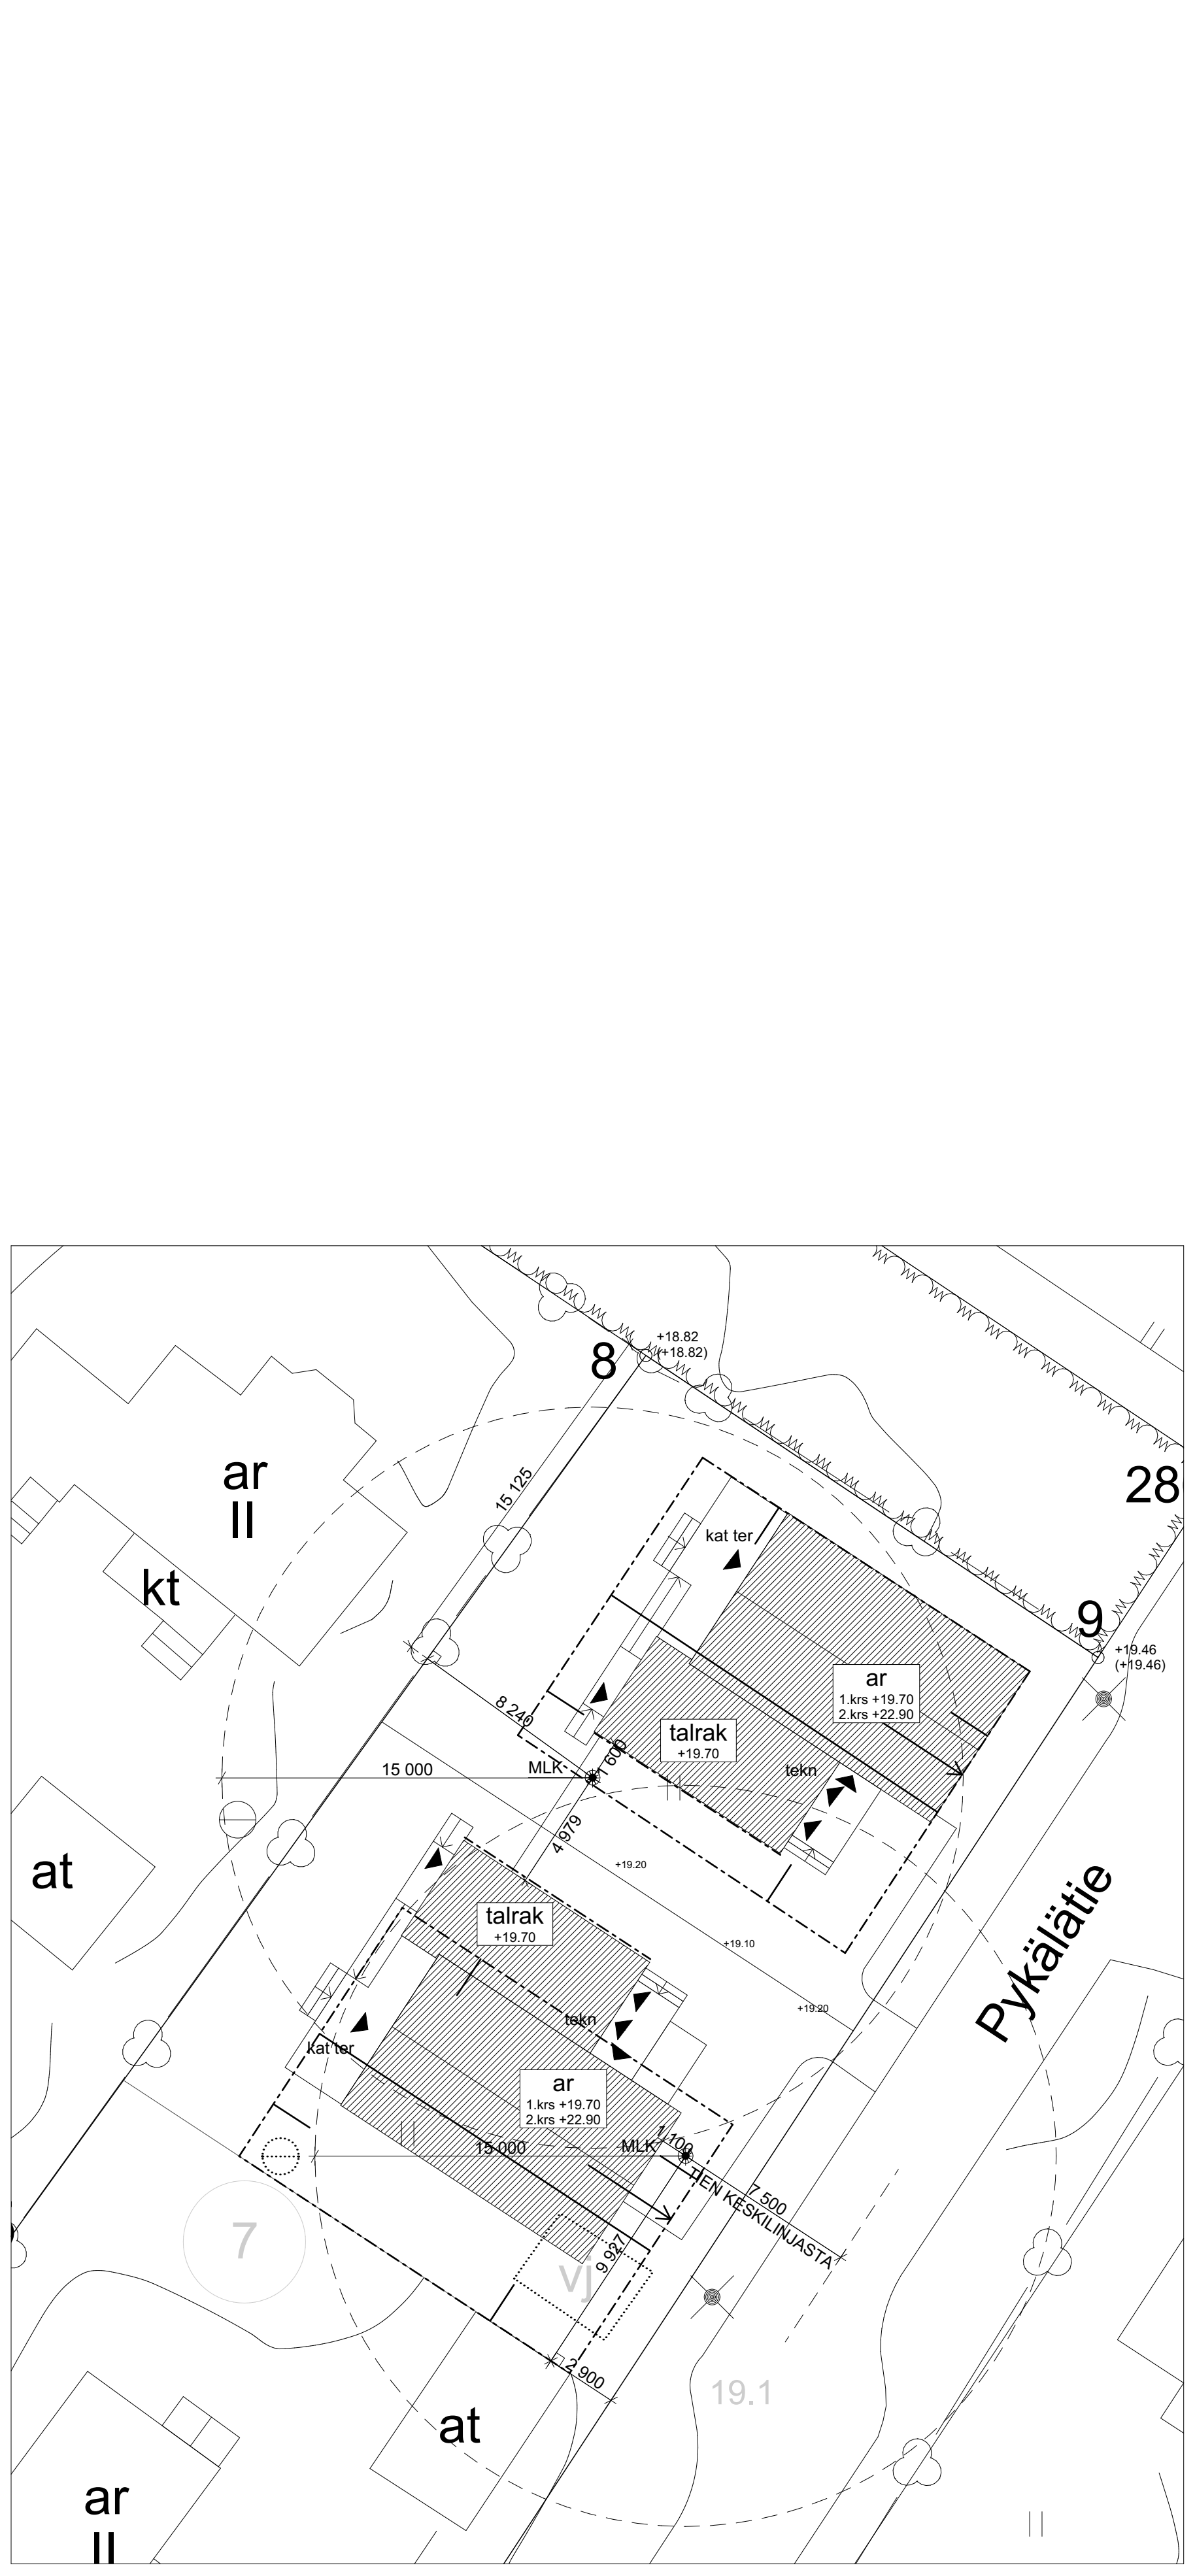 8
+18.82
(+18.82)
ar
II
15 125
28
kat ter
kt
9
+19.46
(+19.46)
ar
1.krs +19.70
2.krs +22.90
8 240
talrak
+19.70
1 600
15 000
MLK
tekn
4 979
at
+19.20
talrak
+19.70
+19.10
Pykälätie
+19.20
tekn
kat ter
ar
1.krs +19.70
2.krs +22.90
1 100
15 000
MLK
7 500
TIEN KESKILINJASTA
7
vj
9 927
2 900
19.1
at
ar
II